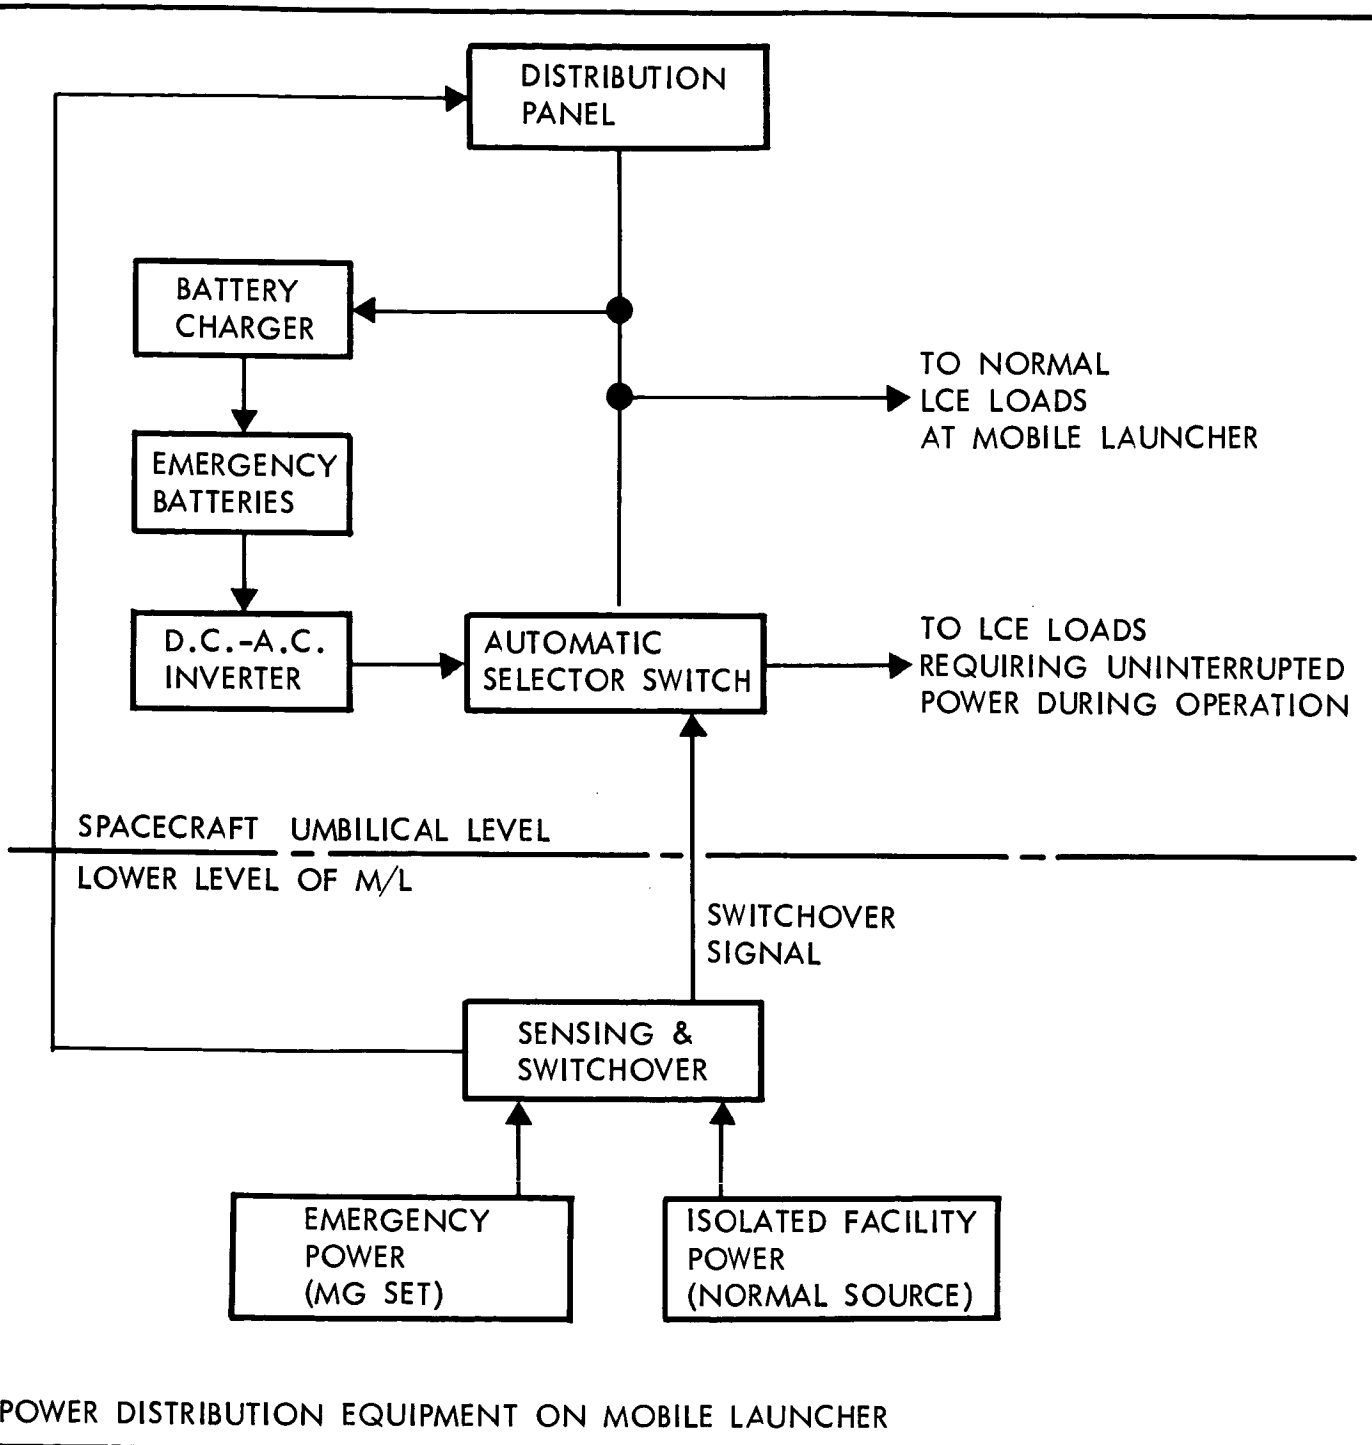 DISTRIBUTION
PANEL
BATTERY
CHARGER
TO NORMAL
LCE LOADS
AT MOBILE LAUNCHER
EMERGENCY
BATTERIES
D.C.-A.C.
INVERTER
AUTOMATIC
SELECTOR SWITCH
TO LCE LOADS
REQUIRING UNINTERRUPTED
POWER DURING OPERATION
SPACECRAFT UMBILICAL LEVEL
LOWER LEVEL OF M/L
SWITCHOVER
SIGNAL
SENSING &
SWITCHOVER
EMERGENCY
POWER
(MG SET)
ISOLATED FACILITY
POWER
(NORMAL SOURCE)
POWER DISTRIBUTION EQUIPMENT ON MOBILE LAUNCHER